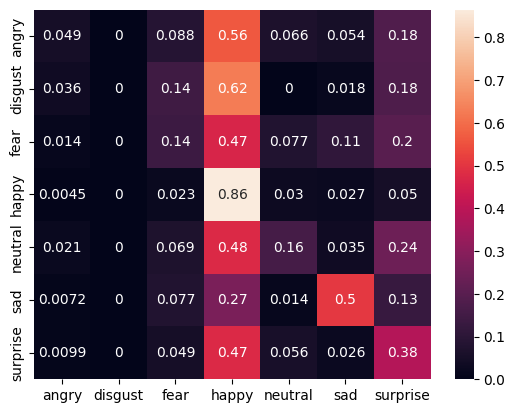 angry 0.049 0 0.088 0.56 0.066 0.054 0.18
disgust 0.036 0 0.14 0.62 0 0.018 0.18
fear 0.014 0 0.14 0.47 0.077 0.11 0.2
happy 0.0045 0 0.023 0.86 0.03 0.027 0.05
neutral 0.021 0 0.069 0.48 0.16 0.035 0.24
sad 0.0072 0 0.077 0.27 0.014 0.5 0.13
surprise 0.0099 0 0.049 0.47 0.056 0.026 0.38
angry disgust fear happy neutral sad surprise
0.8
0.7
0.6
0.5
0.4
0.3
0.2
0.1
0.0